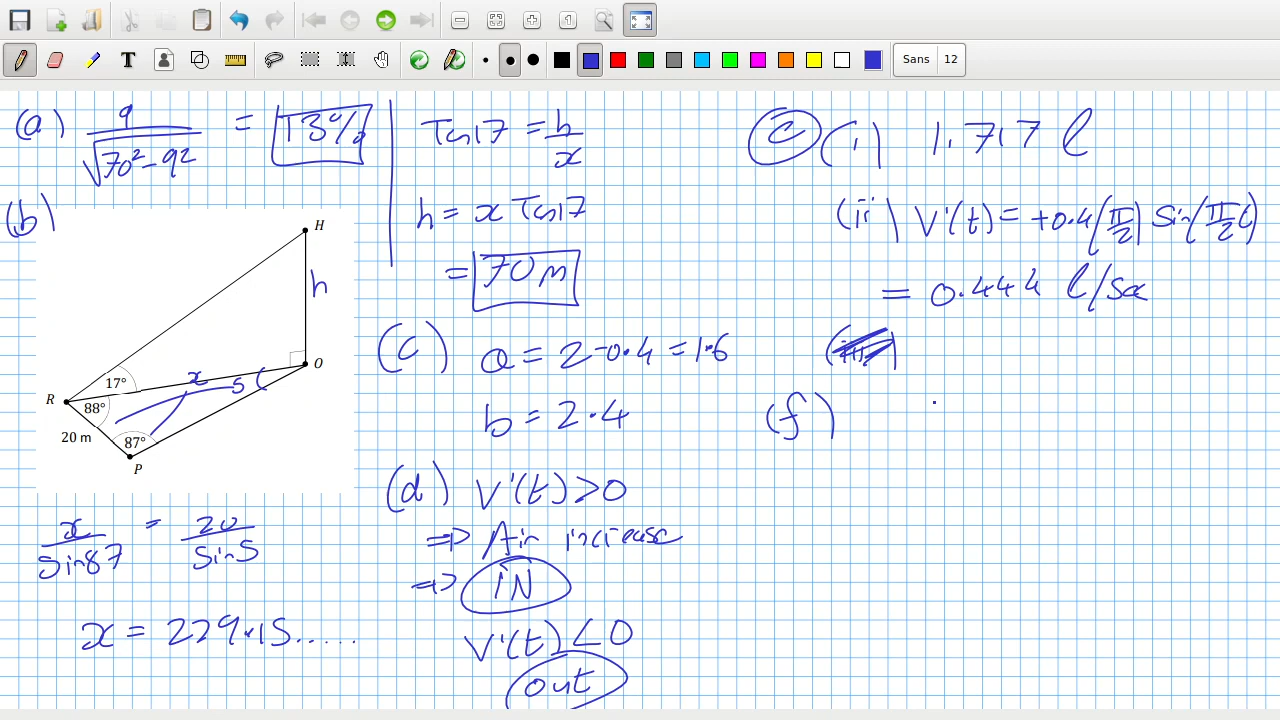 Sans 12
(a) 9/√70²-9² = 13%
(b)
H
h
O
17°
x
5
R
88°
20 m
87°
P
x/sin87 = 20/sin5
x = 229.15.....
Tan17 = h/x
h = x Tan17
= 70m
(c) a = 2-0.4 = 1.6
b = 2.4
(d) V'(t) > 0
=> Air increase
=> iN
V'(t) < 0
out
(e) (i) 1.717 l
(ii) V'(t) = +0.4(π/2) Sin(π/2 t)
= 0.444 l/sec
(iii)
(f)